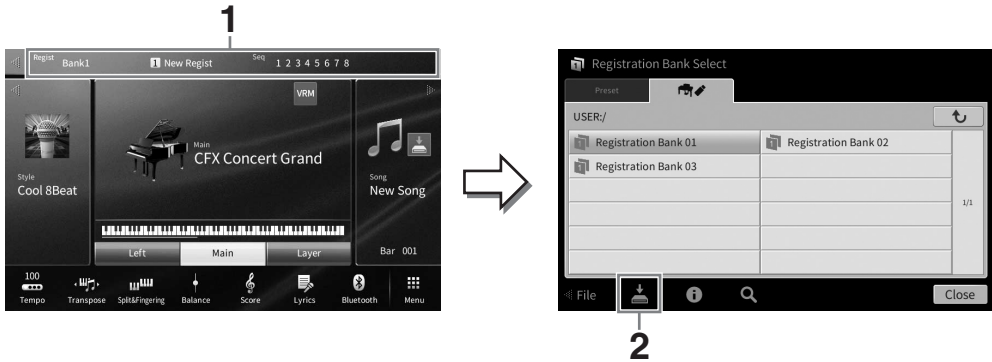 1
Regist Bank1 1 New Regist Seq 1 2 3 4 5 6 7 8
VRM
Main
CFX Concert Grand
Style
Cool 8Beat
Song
New Song
Left Main Layer Bar 001
100
Tempo Transpose Split&Fingering Balance Score Lyrics Bluetooth Menu
Registration Bank Select
Preset
USER:/
Registration Bank 01 Registration Bank 02
Registration Bank 03
1/1
File Close
2